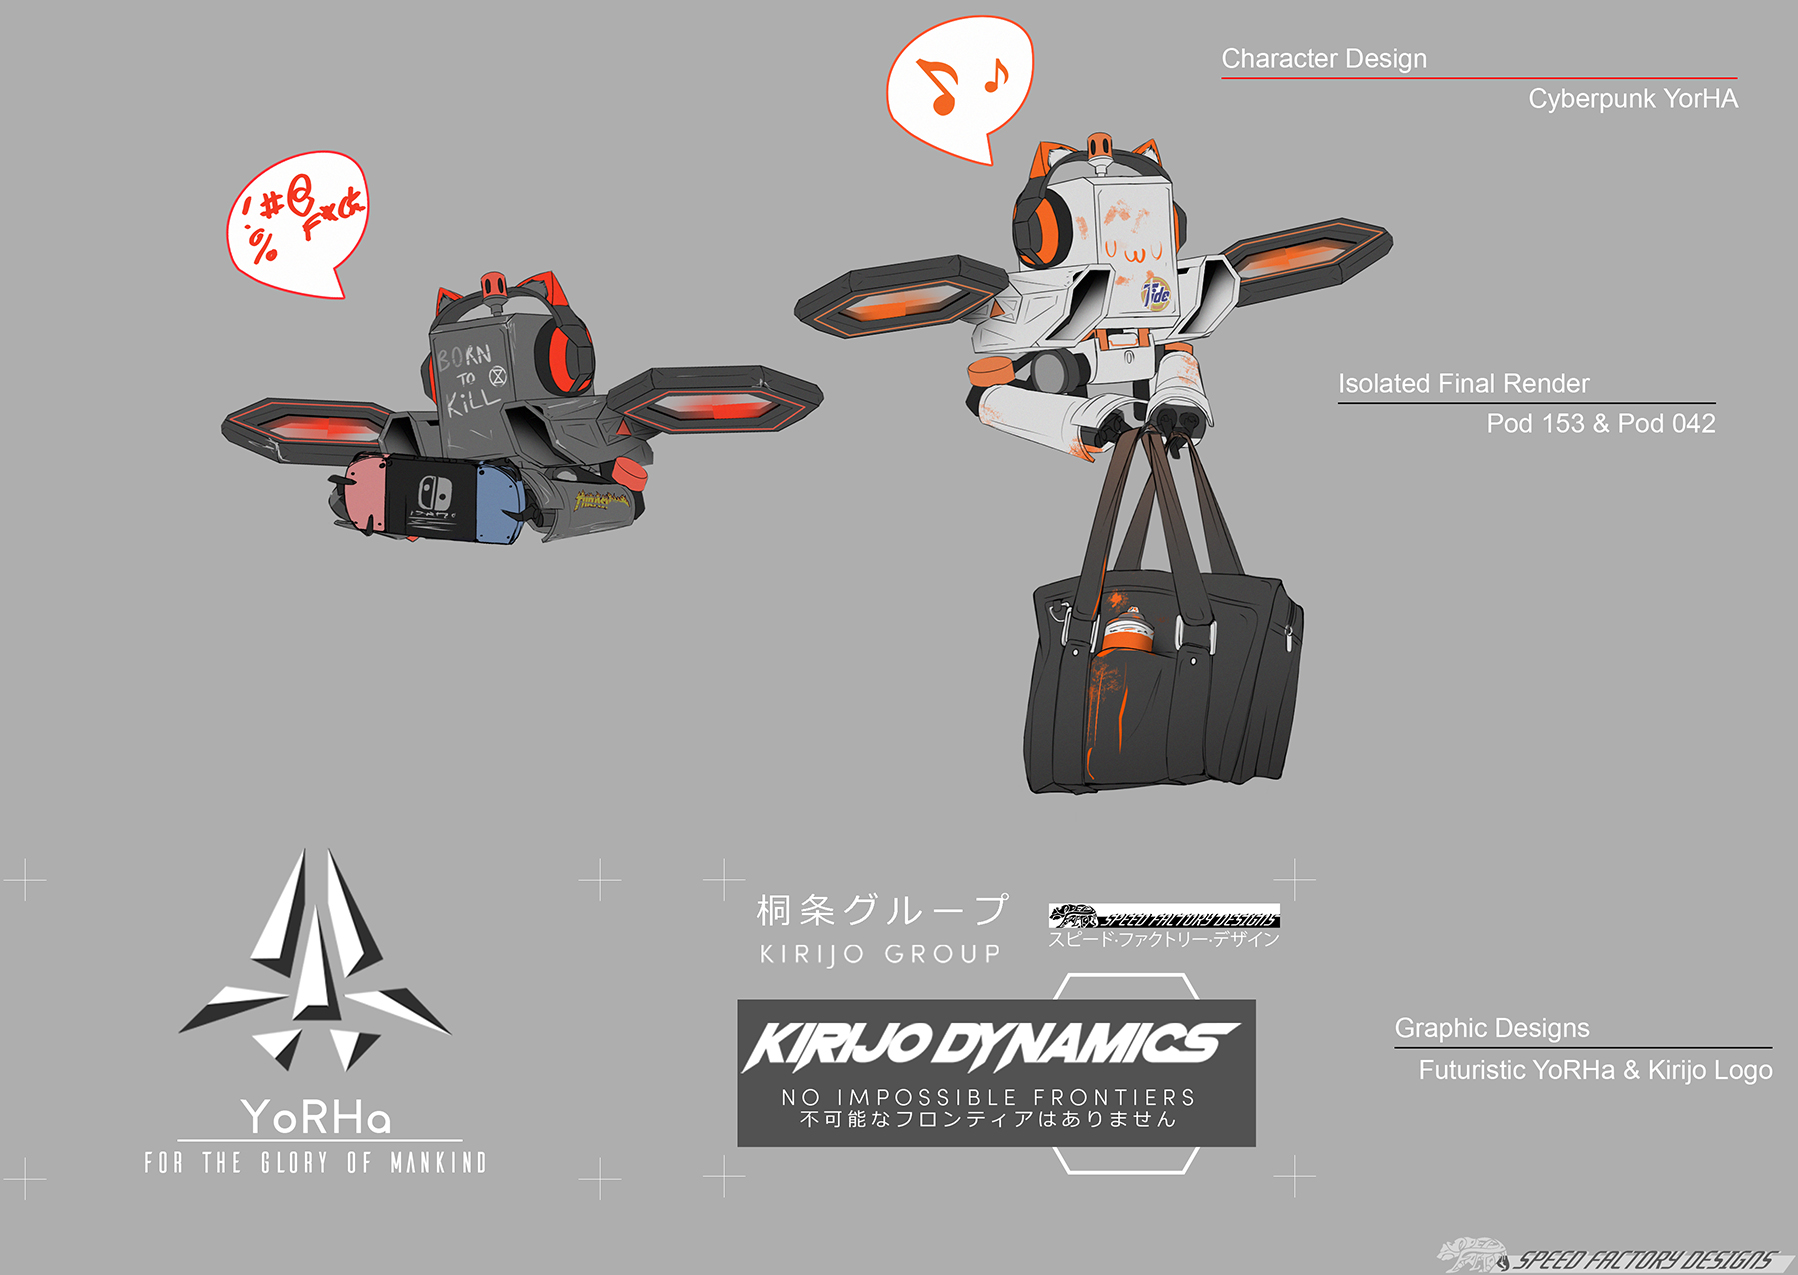 Character Design
Cyberpunk YorHA
!#@
F*CK
%
UwU
Tide
BORN
TO
KiLL
Isolated Final Render
Pod 153 & Pod 042
桐条グループ
KIRIJO GROUP
SPEED FACTORY DESIGNS
スピード·ファクトリー·デザイン
KIRIJO DYNAMICS
NO IMPOSSIBLE FRONTIERS
不可能なフロンティアはありません
YoRHa
FOR THE GLORY OF MANKIND
Graphic Designs
Futuristic YoRHa & Kirijo Logo
SPEED FACTORY DESIGNS